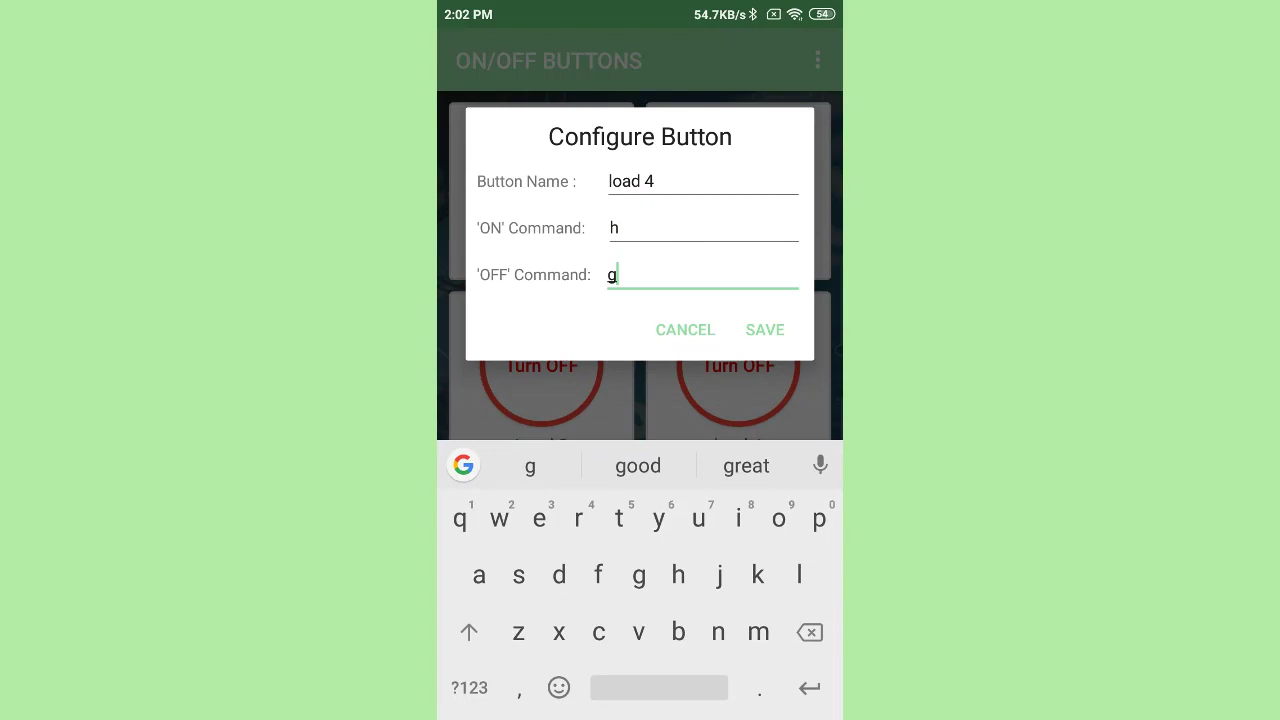 2:02 PM 54.7KB/s 54
ON/OFF BUTTONS
Configure Button
Button Name : load 4
'ON' Command: h
'OFF' Command: g
CANCEL SAVE
Turn OFF Turn OFF
G g good great
1 2 3 4 5 6 7 8 9 0
q w e r t y u i o p
a s d f g h j k l
z x c v b n m
?123 , .